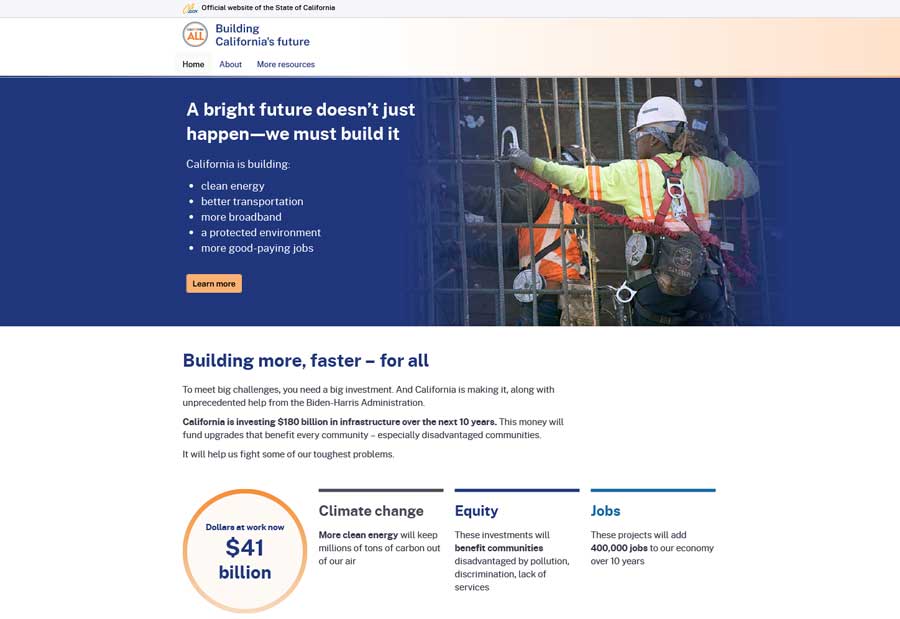 Official website of the State of California
ALL
Building
California's future
Home
About
More resources
A bright future doesn't just
happen—we must build it
California is building:
clean energy
better transportation
more broadband
a protected environment
more good-paying jobs
Learn more
Building more, faster – for all
To meet big challenges, you need a big investment. And California is making it, along with
unprecedented help from the Biden-Harris Administration.
California is investing $180 billion in infrastructure over the next 10 years. This money will
fund upgrades that benefit every community – especially disadvantaged communities.
It will help us fight some of our toughest problems.
Dollars at work now
$41
billion
Climate change
More clean energy will keep
millions of tons of carbon out
of our air
Equity
These investments will
benefit communities
disadvantaged by pollution,
discrimination, lack of
services
Jobs
These projects will add
400,000 jobs to our economy
over 10 years